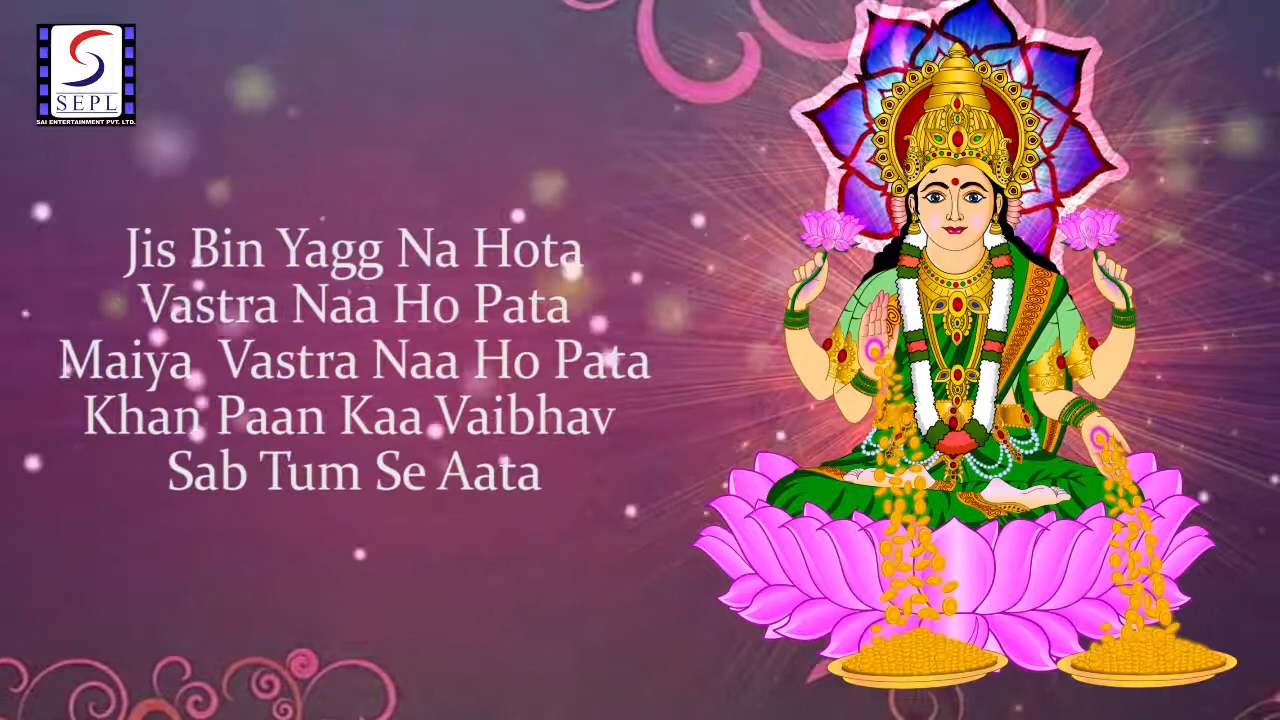 SEPL
SAI ENTERTAINMENT PVT. LTD.
Jis Bin Yagg Na Hota
Vastra Naa Ho Pata
Maiya Vastra Naa Ho Pata
Khan Paan Kaa Vaibhav
Sab Tum Se Aata